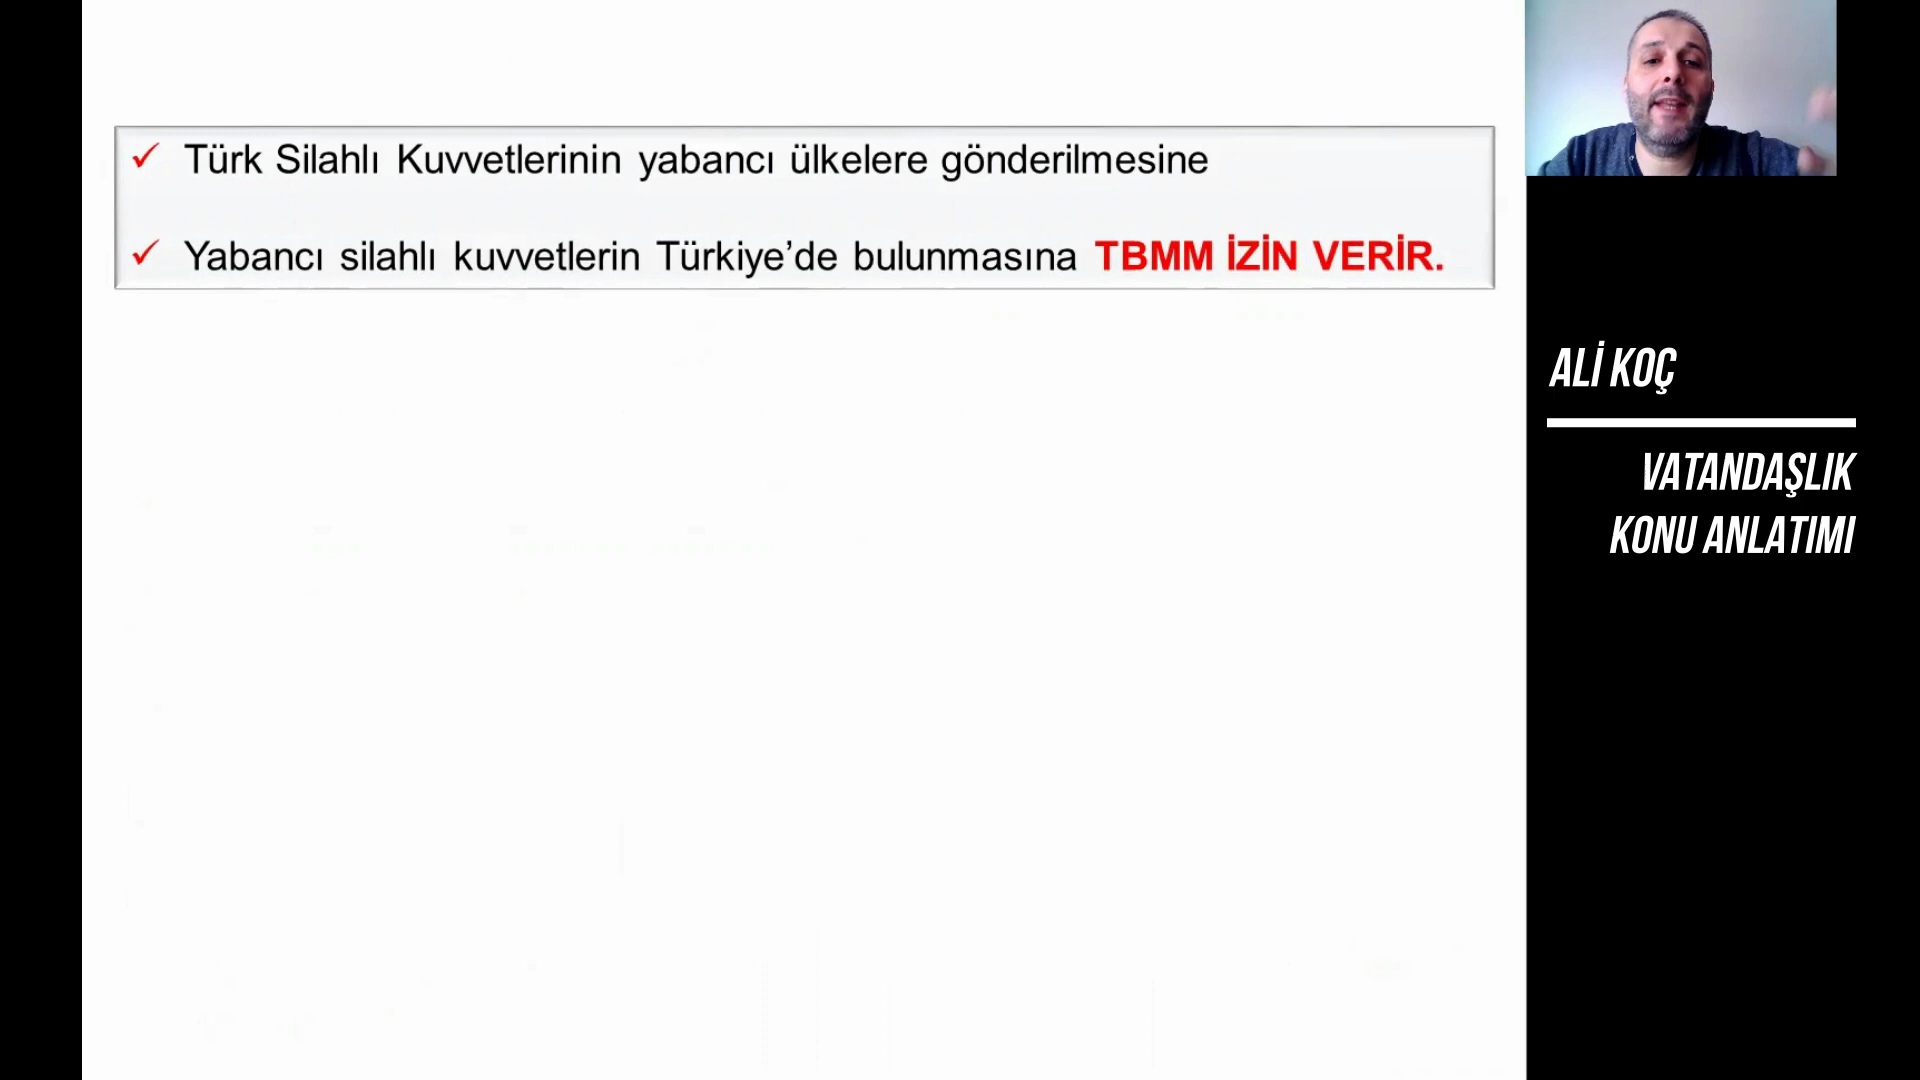 Türk Silahlı Kuvvetlerinin yabancı ülkelere gönderilmesine
Yabancı silahlı kuvvetlerin Türkiye’de bulunmasına TBMM İZİN VERİR.
ALİ KOÇ
VATANDAŞLIK
KONU ANLATIMI